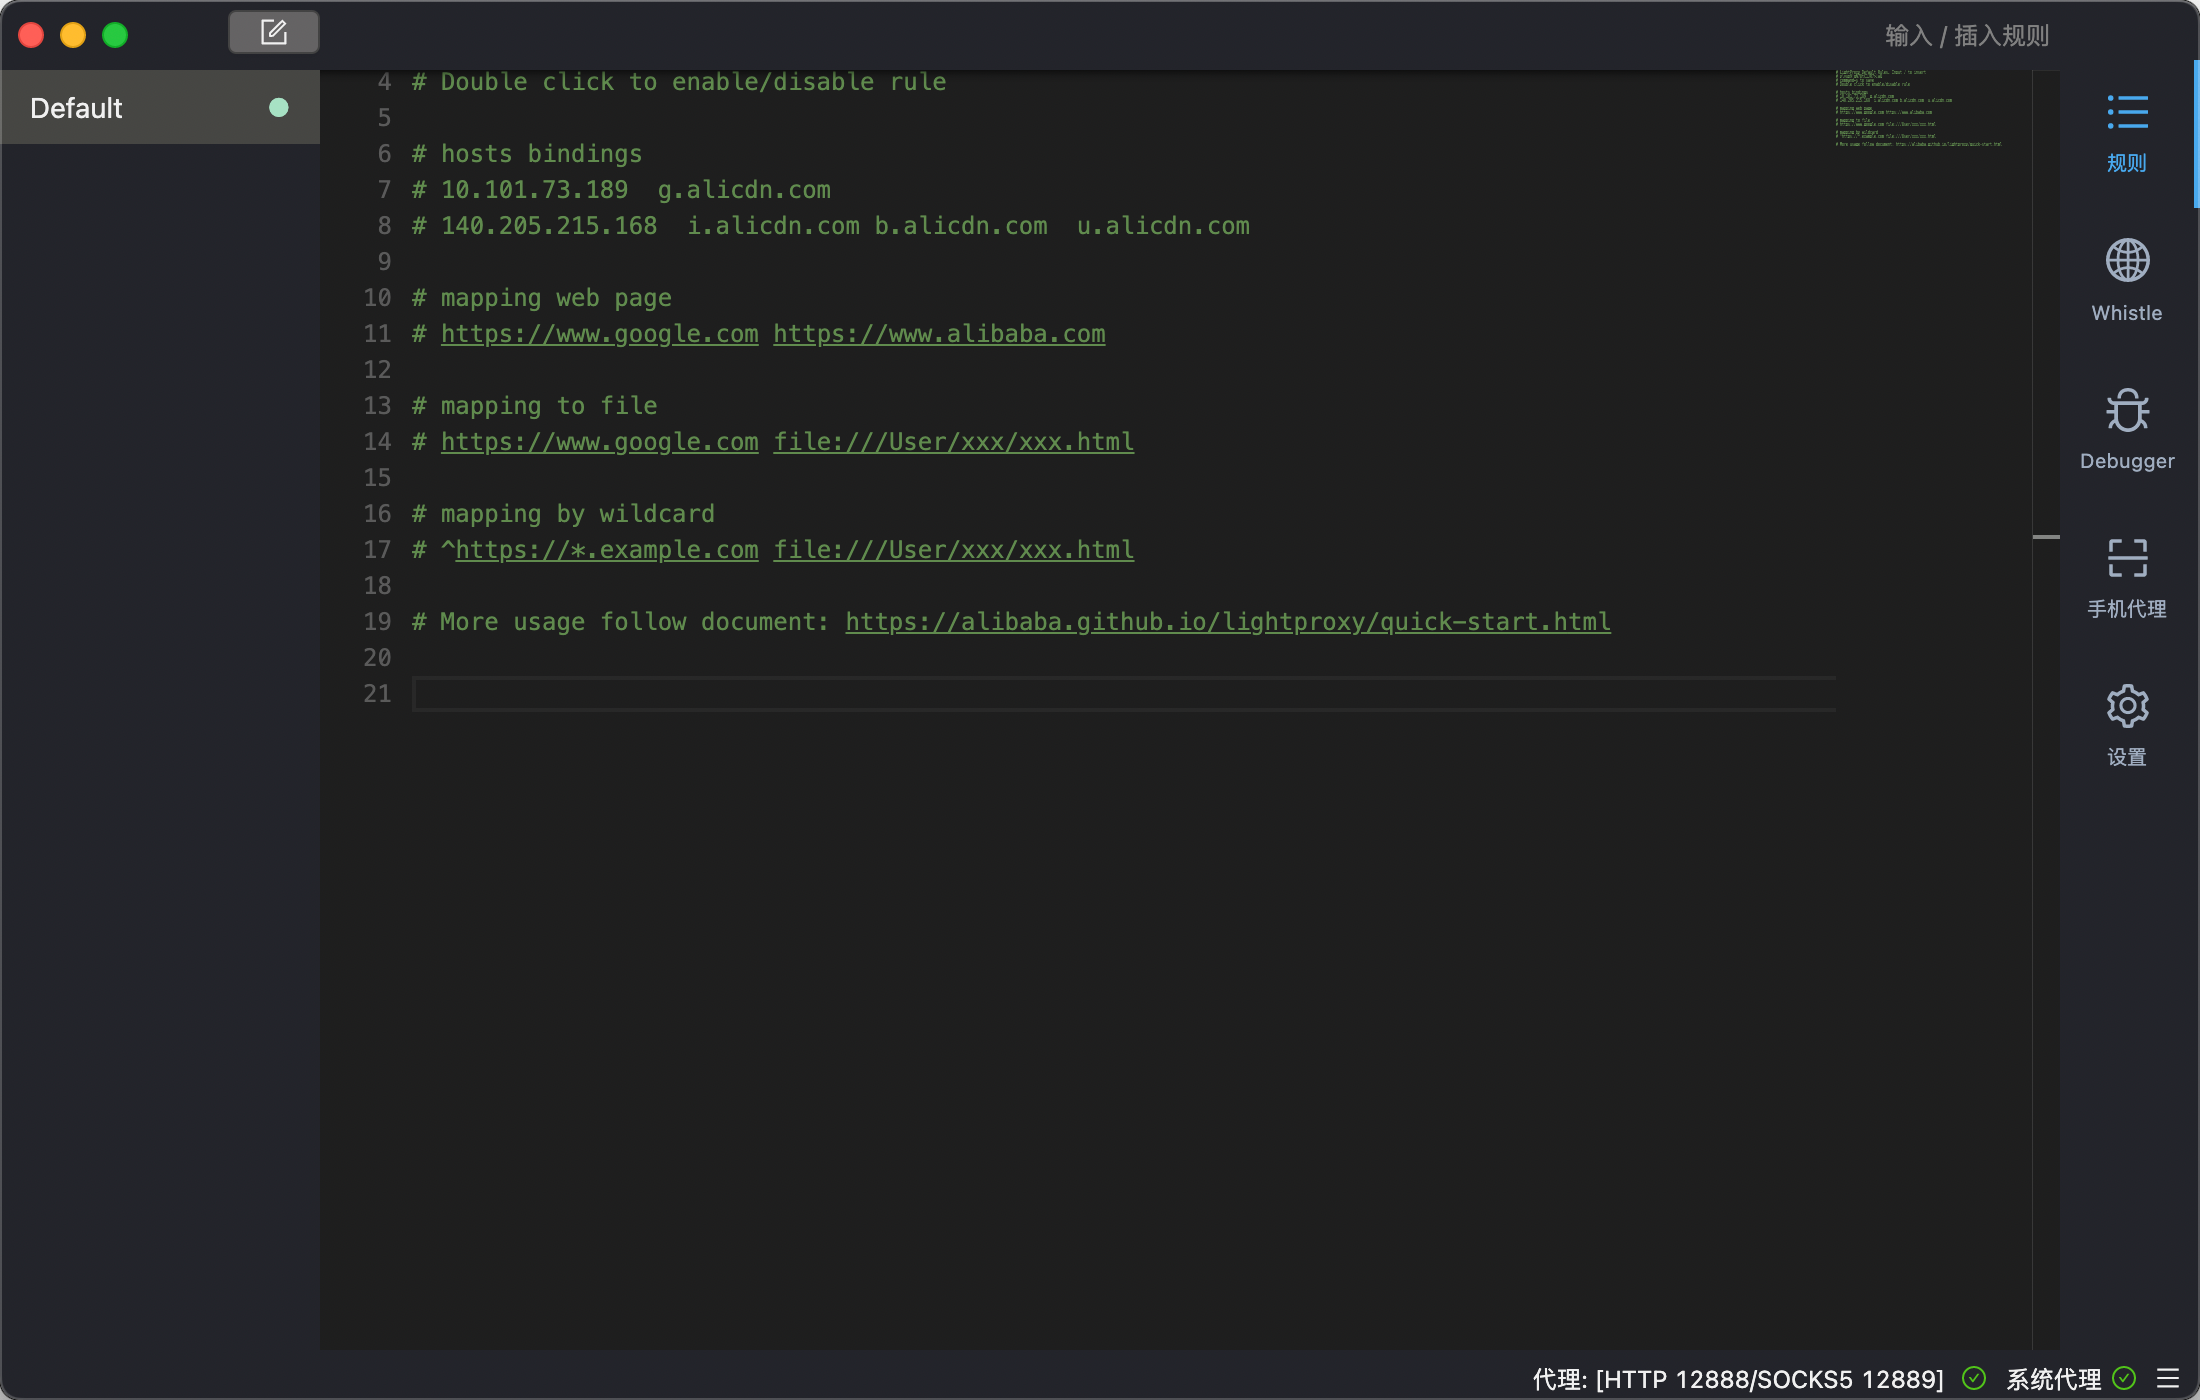 输入 / 插入规则
Default
4 # Double click to enable/disable rule
5
6 # hosts bindings
7 # 10.101.73.189  g.alicdn.com
8 # 140.205.215.168  i.alicdn.com b.alicdn.com  u.alicdn.com
9
10 # mapping web page
11 # https://www.google.com https://www.alibaba.com
12
13 # mapping to file
14 # https://www.google.com file:///User/xxx/xxx.html
15
16 # mapping by wildcard
17 # ^https://*.example.com file:///User/xxx/xxx.html
18
19 # More usage follow document: https://alibaba.github.io/lightproxy/quick-start.html
20
21
规则
Whistle
Debugger
手机代理
设置
代理: [HTTP 12888/SOCKS5 12889] 系统代理